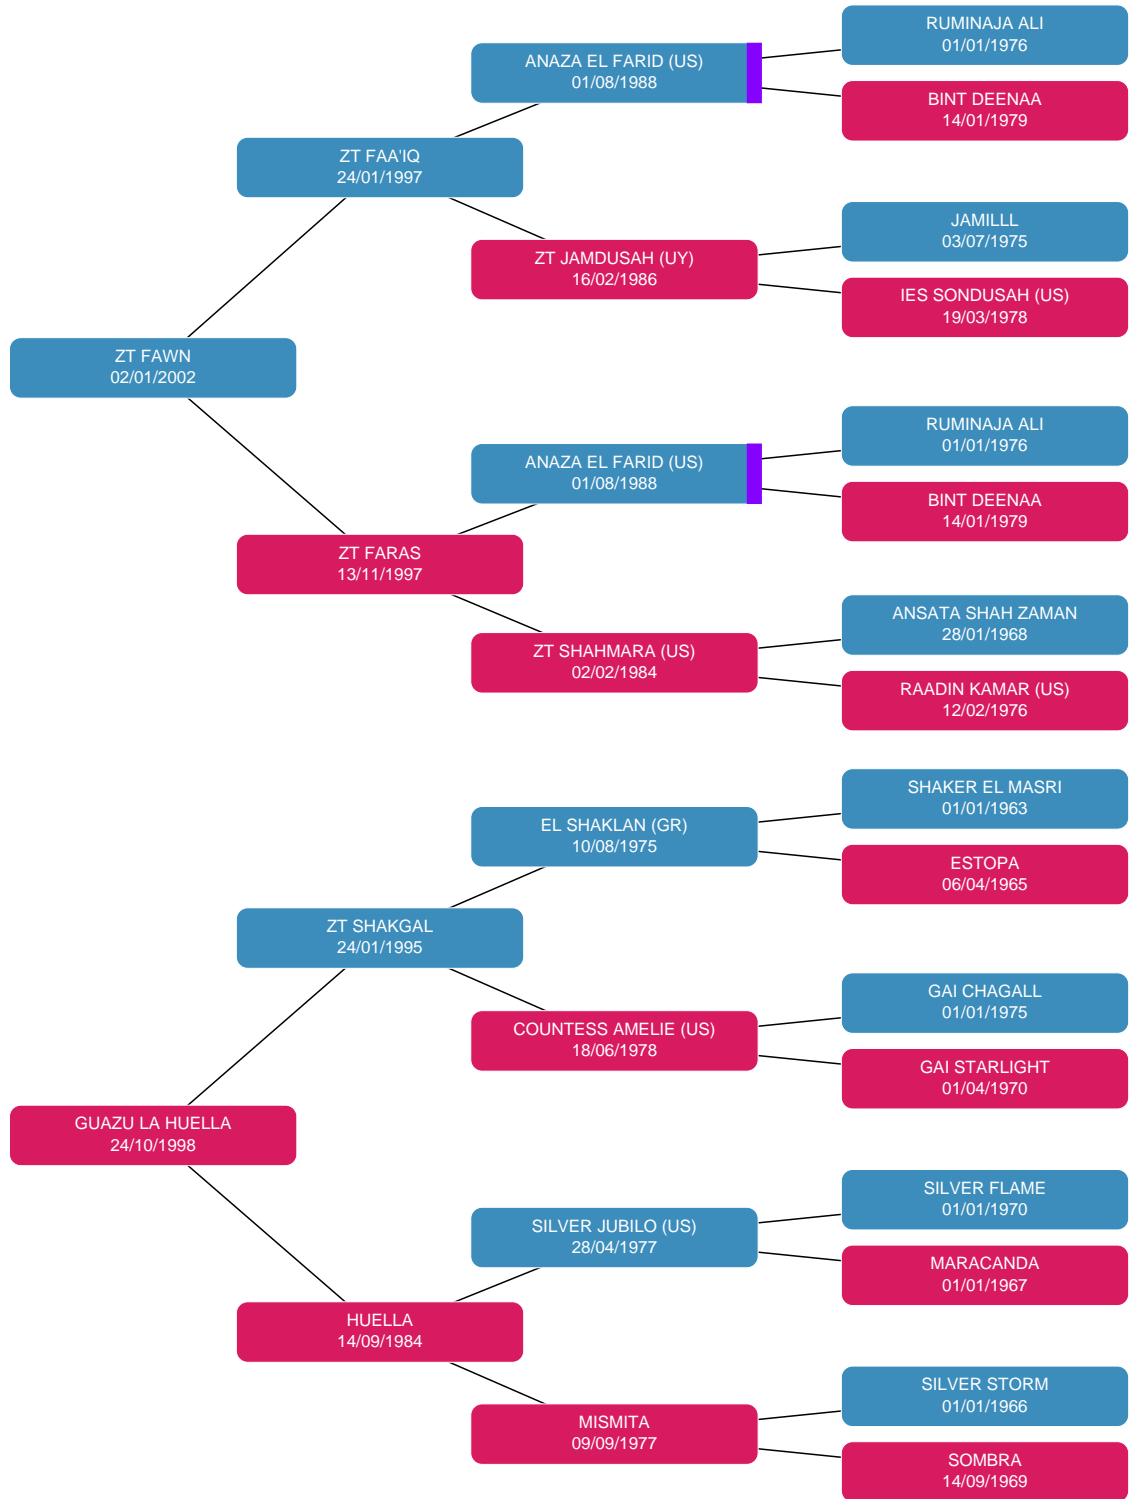 RUMINAJA ALI
01/01/1976
ANAZA EL FARID (US)
01/08/1988
BINT DEENAA
14/01/1979
ZT FAA'IQ
24/01/1997
JAMILLL
03/07/1975
ZT JAMDUSAH (UY)
16/02/1986
IES SONDUSAH (US)
19/03/1978
ZT FAWN
02/01/2002
RUMINAJA ALI
01/01/1976
ANAZA EL FARID (US)
01/08/1988
BINT DEENAA
14/01/1979
ZT FARAS
13/11/1997
ANSATA SHAH ZAMAN
28/01/1968
ZT SHAHMARA (US)
02/02/1984
RAADIN KAMAR (US)
12/02/1976
SHAKER EL MASRI
01/01/1963
EL SHAKLAN (GR)
10/08/1975
ESTOPA
06/04/1965
ZT SHAKGAL
24/01/1995
GAI CHAGALL
01/01/1975
COUNTESS AMELIE (US)
18/06/1978
GAI STARLIGHT
01/04/1970
GUAZU LA HUELLA
24/10/1998
SILVER FLAME
01/01/1970
SILVER JUBILO (US)
28/04/1977
MARACANDA
01/01/1967
HUELLA
14/09/1984
SILVER STORM
01/01/1966
MISMITA
09/09/1977
SOMBRA
14/09/1969